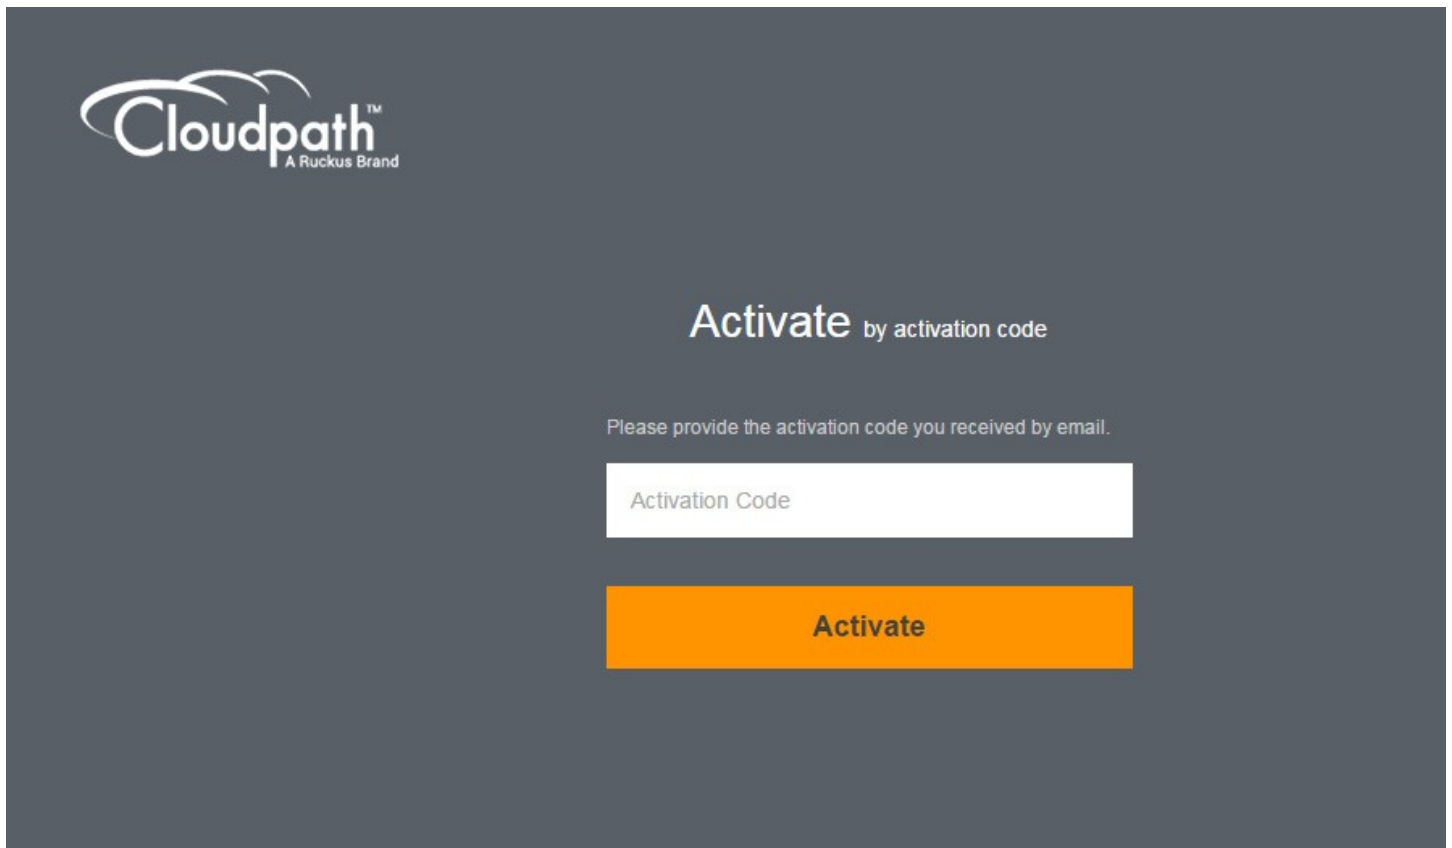 Cloudpath™
A Ruckus Brand
Activate by activation code
Please provide the activation code you received by email.
Activation Code
Activate